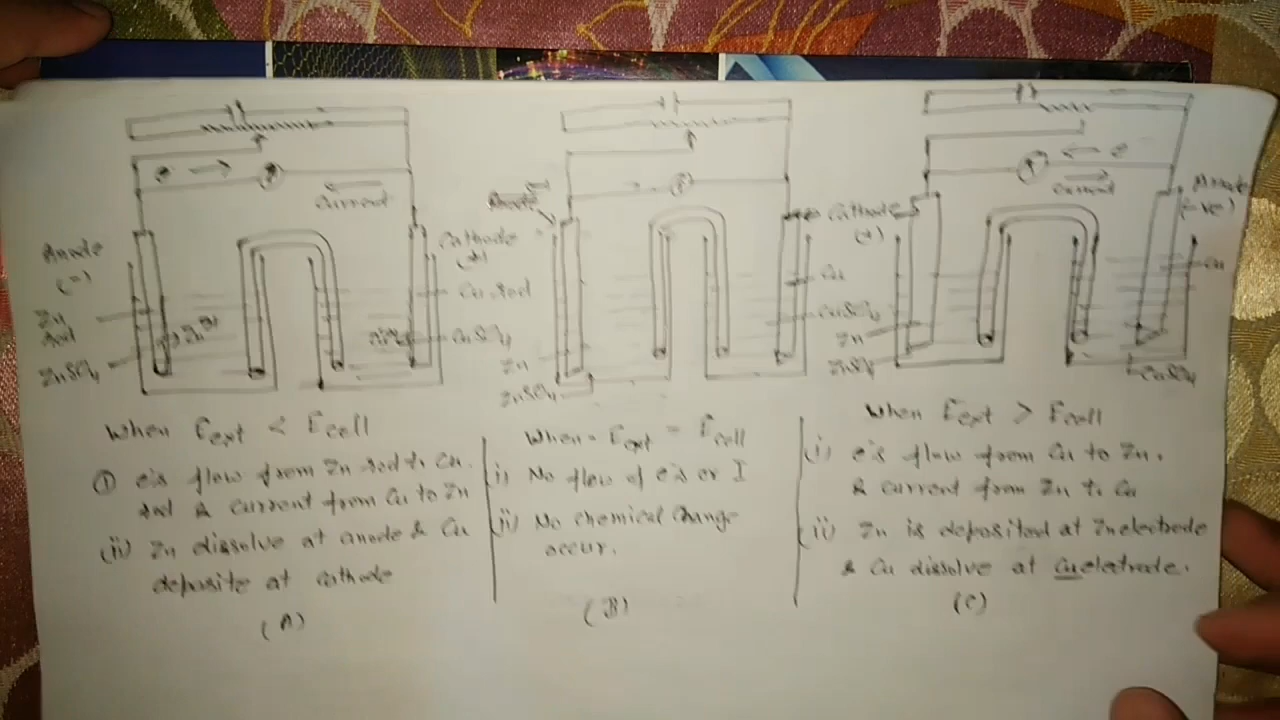 e →
Current
Anode
(-)
Zn
rod
ZnSO4
Zn2+
Cathode
(+)
Cu rod
CuSO4
When Eext < Ecell
(i) e's flow from Zn rod to Cu
rod & current from Cu to Zn
(ii) Zn dissolve at anode & Cu
deposite at cathode
(A)
Anode
Cathode
(+)
Cu
CuSO4
Zn
ZnSO4
When - Eext = Ecell
i) No flow of e's or I
ii) No chemical Change
occur.
(B)
← e
Current
Anode
(-ve)
Cu
Zn
ZnSO4
CuSO4
When Eext > Ecell
(i) e's flow from Cu to Zn.
& current from Zn to Cu
(ii) Zn is deposited at Zn electrode
& Cu dissolve at Cu electrode.
(C)